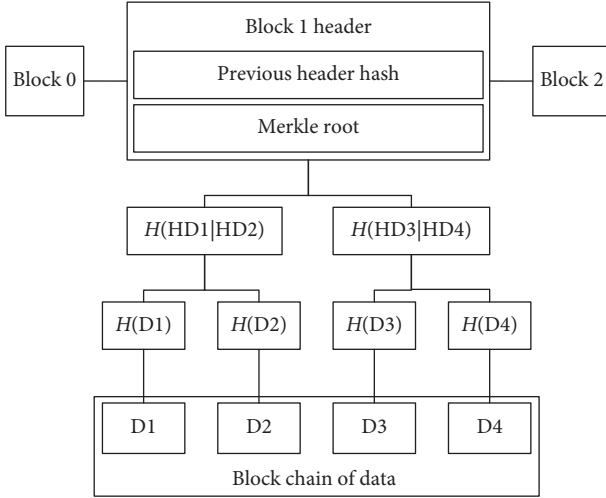 Block 1 header
Block 0
Previous header hash
Block 2
Merkle root
H(HD1|HD2)
H(HD3|HD4)
H(D1)
H(D2)
H(D3)
H(D4)
D1
D2
D3
D4
Block chain of data